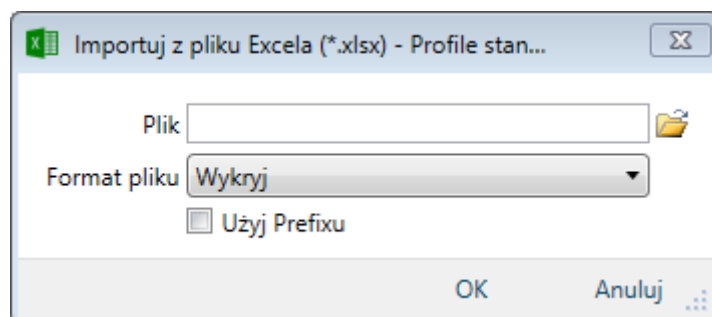 Importuj z pliku Excela (*.xlsx) - Profile stan...
Plik
Format pliku Wykryj
Użyj Prefixu
OK Anuluj